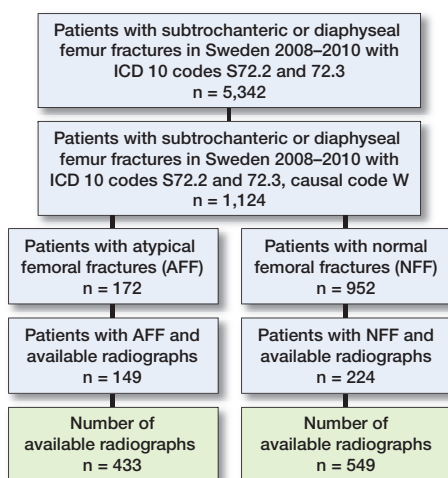 Patients with subtrochanteric or diaphyseal
femur fractures in Sweden 2008–2010 with
ICD 10 codes S72.2 and 72.3
n = 5,342
Patients with subtrochanteric or diaphyseal
femur fractures in Sweden 2008–2010 with
ICD 10 codes S72.2 and 72.3, causal code W
n = 1,124
Patients with atypical
femoral fractures (AFF)
n = 172
Patients with normal
femoral fractures (NFF)
n = 952
Patients with AFF and
available radiographs
n = 149
Patients with NFF and
available radiographs
n = 224
Number of
available radiographs
n = 433
Number of
available radiographs
n = 549